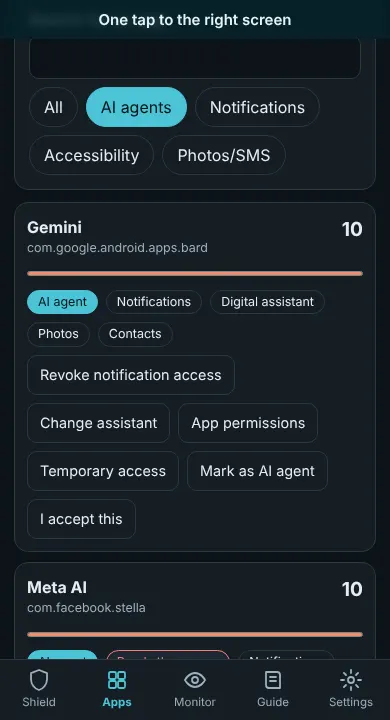 One tap to the right screen
All
AI agents
Notifications
Accessibility
Photos/SMS
Gemini
10
com.google.android.apps.bard
AI agent
Notifications
Digital assistant
Photos
Contacts
Revoke notification access
Change assistant
App permissions
Temporary access
Mark as AI agent
I accept this
Meta AI
10
com.facebook.stella
Shield
Apps
Monitor
Guide
Settings